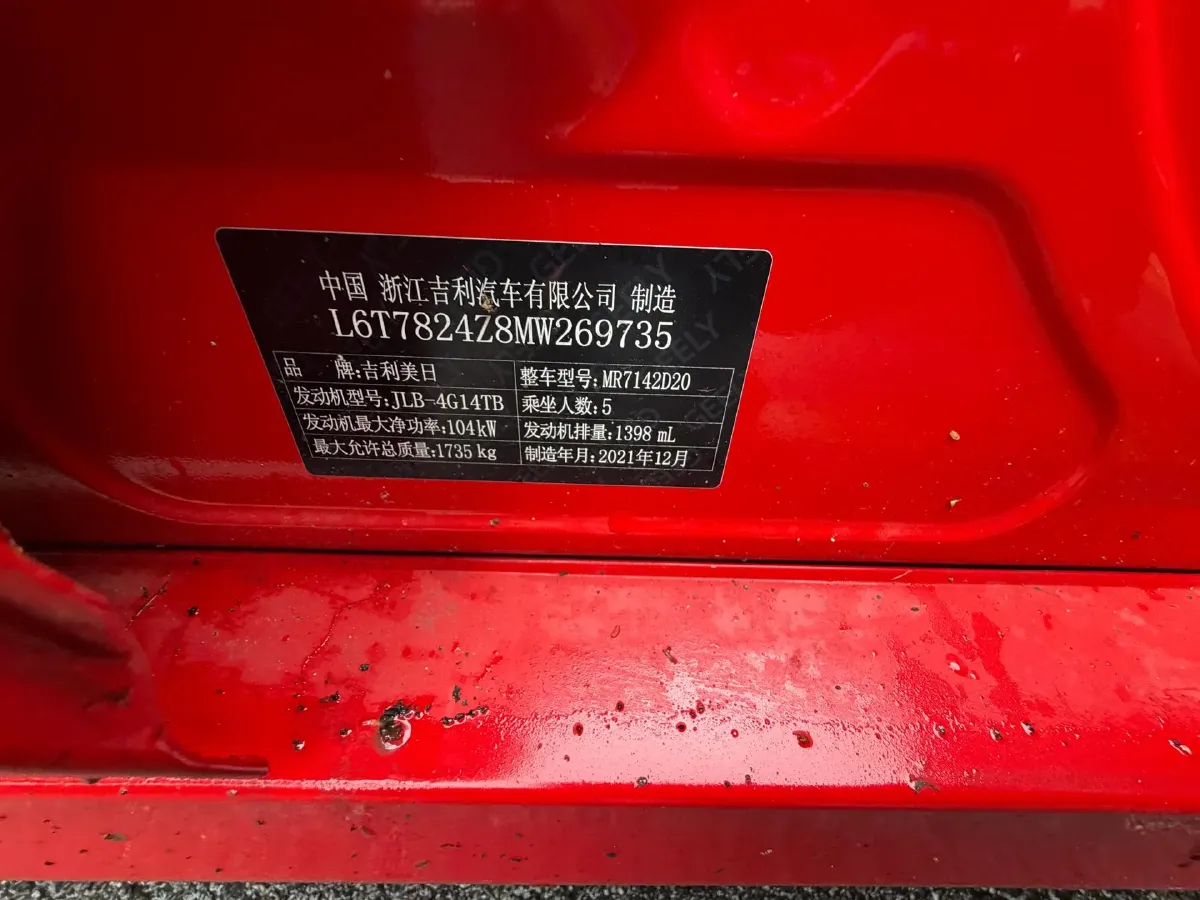 中国 浙江吉利汽车有限公司 制造
L6T7824Z8MW269735
品 牌:吉利美日 整车型号:MR7142D20
发动机型号:JLB-4G14TB 乘坐人数:5
发动机最大净功率:104kW 发动机排量:1398 mL
最大允许总质量:1735 kg 制造年月:2021年12月
GEELY
GEELY